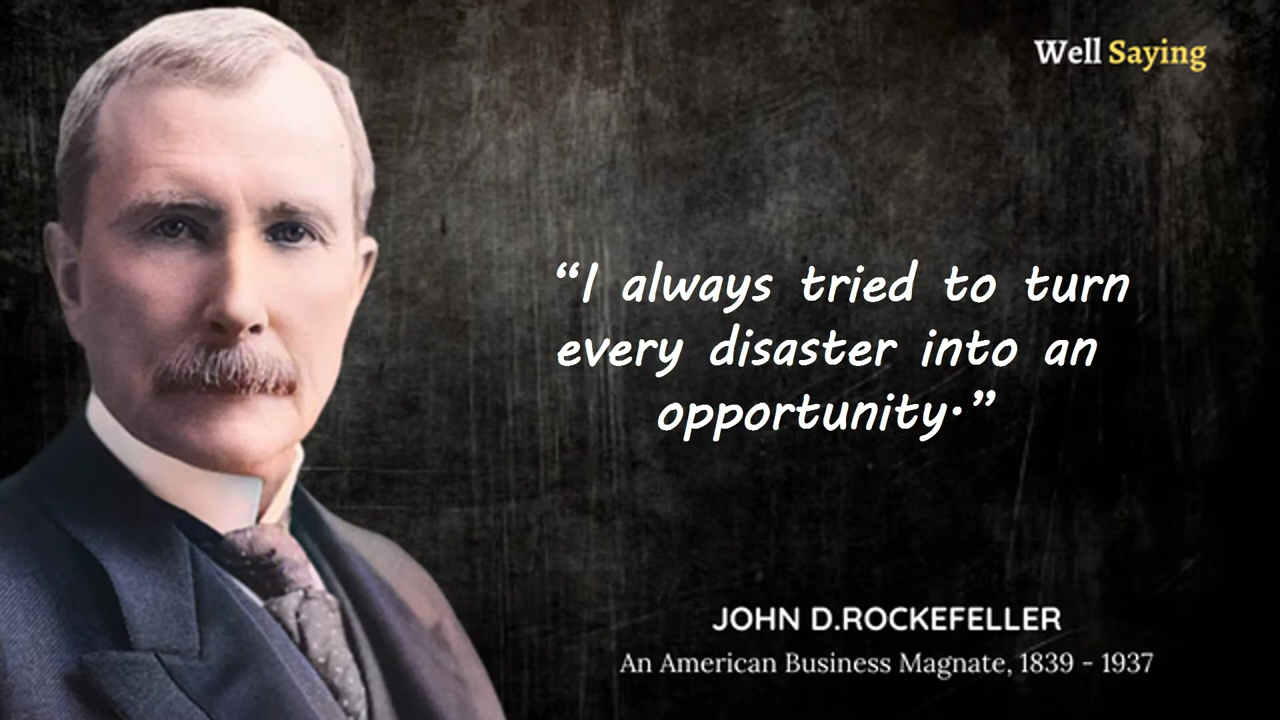 Well Saying
“I always tried to turn
every disaster into an
opportunity.”
JOHN D.ROCKEFELLER
An American Business Magnate, 1839 - 1937